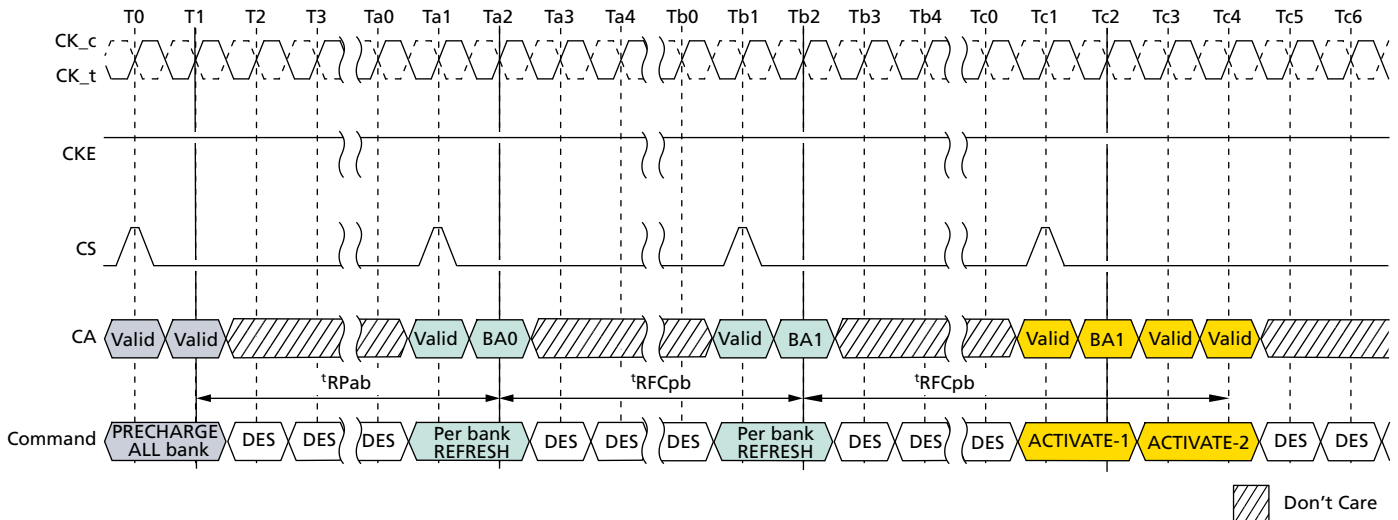 T0 T1 T2 T3 Ta0 Ta1 Ta2 Ta3 Ta4 Tb0 Tb1 Tb2 Tb3 Tb4 Tc0 Tc1 Tc2 Tc3 Tc4 Tc5 Tc6
CK_c
CK_t
CKE
CS
CA Valid Valid Valid BA0 Valid BA1 Valid BA1 Valid Valid
tRPab tRFCpb tRFCpb
Command PRECHARGE ALL bank DES DES DES Per bank REFRESH DES DES DES Per bank REFRESH DES DES DES ACTIVATE-1 ACTIVATE-2 DES DES
Don't Care